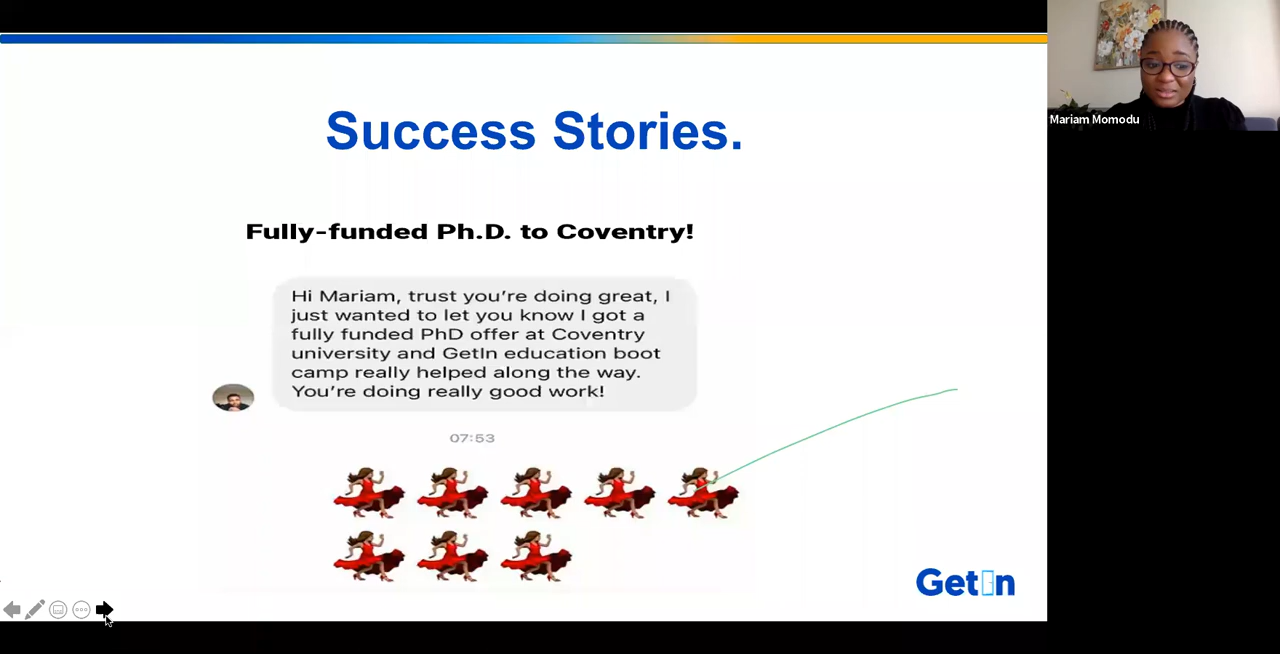 Success Stories.
Mariam Momodu
Fully-funded Ph.D. to Coventry!
Hi Mariam, trust you're doing great, I
just wanted to let you know I got a
fully funded PhD offer at Coventry
university and GetIn education boot
camp really helped along the way.
You're doing really good work!
07:53
GetIn